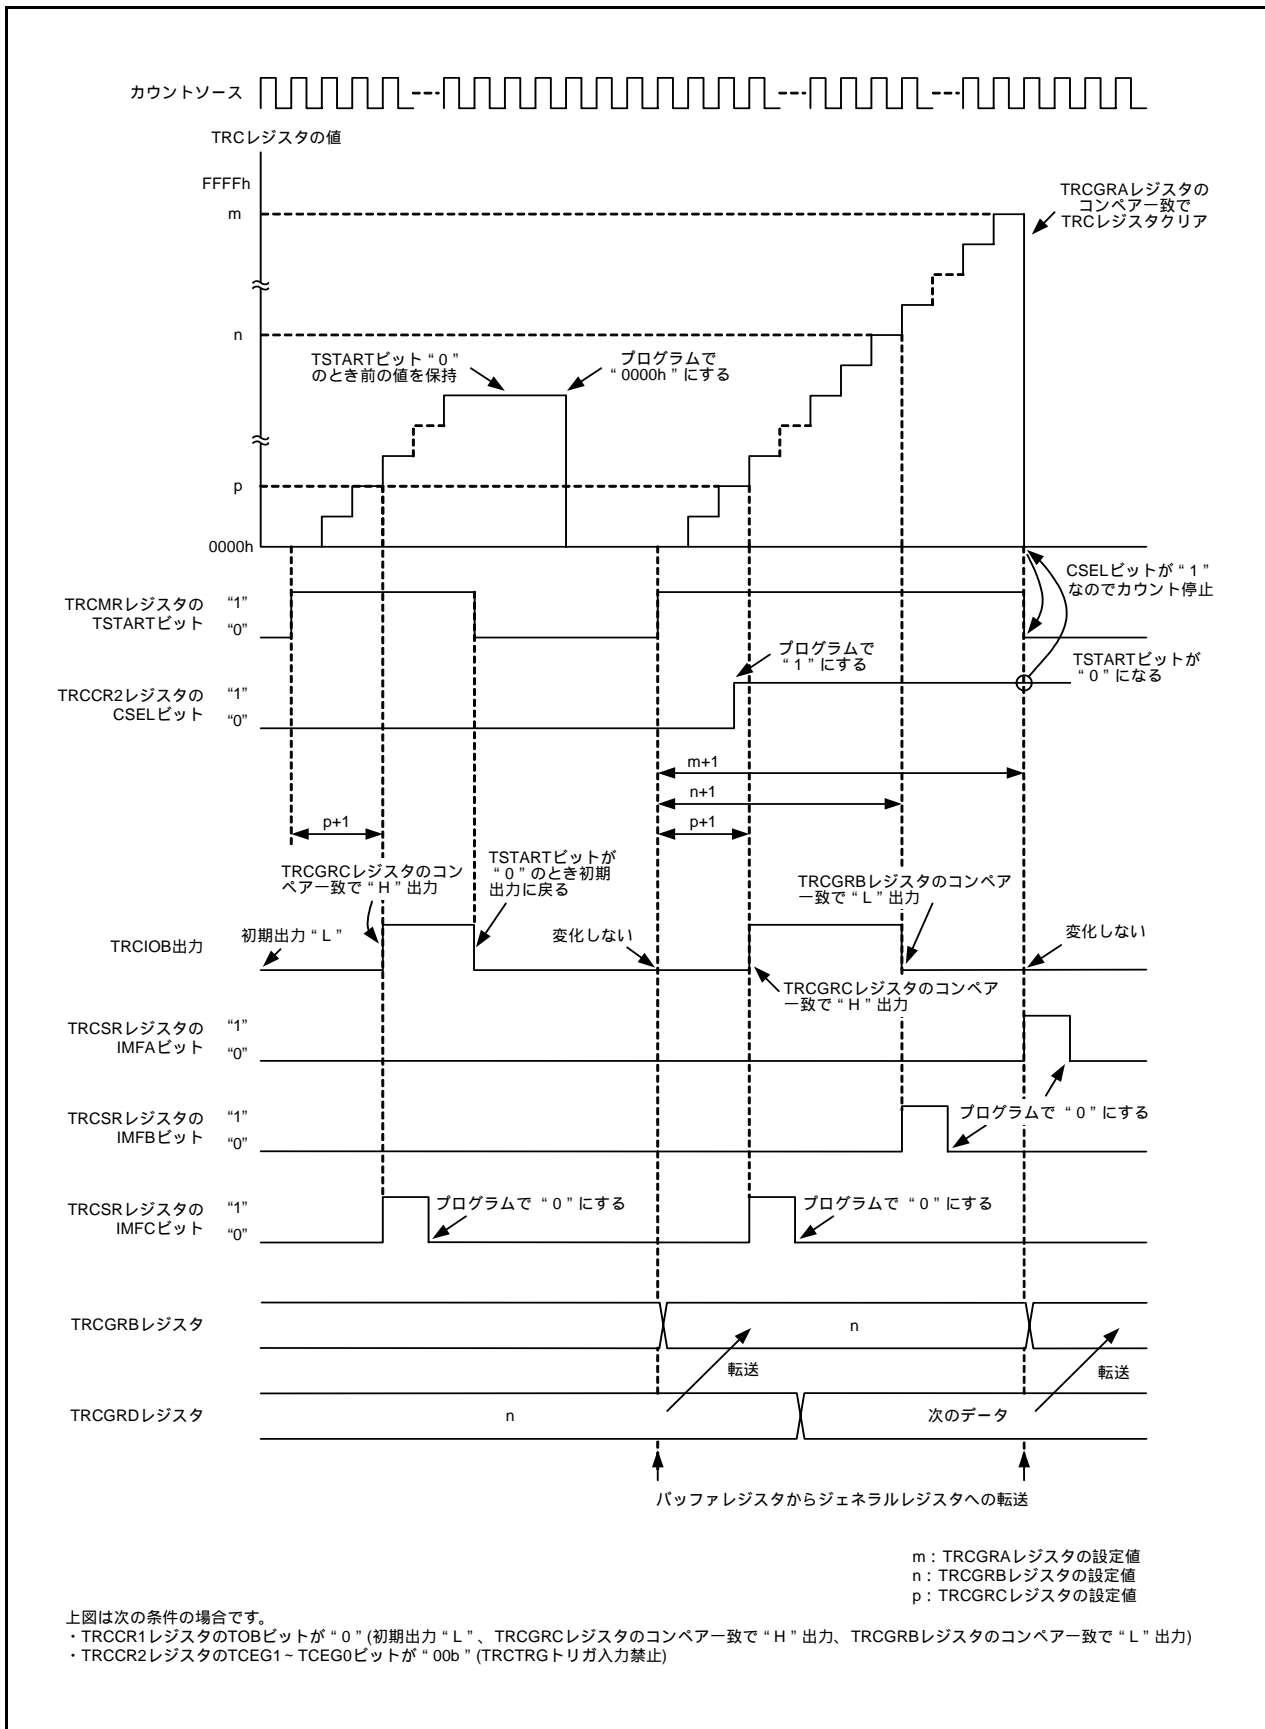 カウントソース
TRCレジスタの値
FFFFh
m
TRCGRAレジスタの
コンペア一致で
TRCレジスタクリア
n
TSTARTビット“0”
のとき前の値を保持
プログラムで
“0000h”にする
p
0000h
CSELビットが“1”
なのでカウント停止
TRCMRレジスタの
TSTARTビット
“1”
“0”
プログラムで
“1”にする
TSTARTビットが
“0”になる
TRCCR2レジスタの
CSELビット
“1”
“0”
m+1
n+1
p+1
p+1
TRCGRCレジスタのコン
ペア一致で“H”出力
TSTARTビットが
“0”のとき初期
出力に戻る
TRCGRBレジスタのコンペア
一致で“L”出力
TRCIOB出力
初期出力“L”
変化しない
変化しない
TRCGRCレジスタのコンペア
一致で“H”出力
TRCSRレジスタの
IMFAビット
“1”
“0”
プログラムで“0”にする
TRCSRレジスタの
IMFBビット
“1”
“0”
TRCSRレジスタの
IMFCビット
“1”
“0”
プログラムで“0”にする
プログラムで“0”にする
TRCGRBレジスタ
n
転送
転送
TRCGRDレジスタ
n
次のデータ
バッファレジスタからジェネラルレジスタへの転送
m：TRCGRAレジスタの設定値
n：TRCGRBレジスタの設定値
p：TRCGRCレジスタの設定値
上図は次の条件の場合です。
・TRCCR1レジスタのTOBビットが“0”(初期出力“L”、TRCGRCレジスタのコンペア一致で“H”出力、TRCGRBレジスタのコンペア一致で“L”出力)
・TRCCR2レジスタのTCEG1～TCEG0ビットが“00b”(TRCTRGトリガ入力禁止)